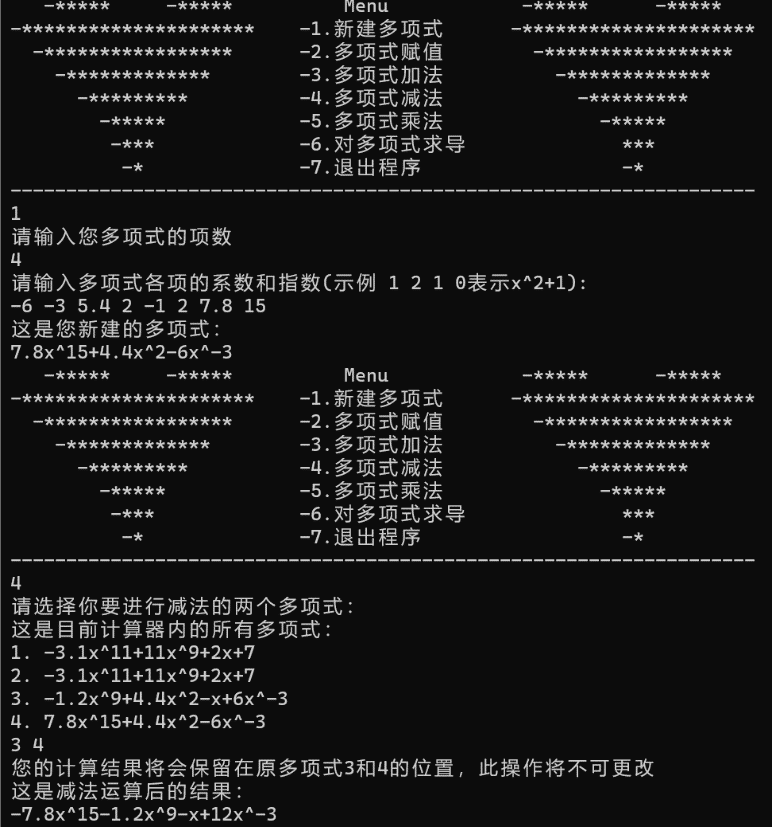 -*****     -*****          Menu            -*****      -*****
-*********************    -1.新建多项式      -*********************
  -*****************      -2.多项式赋值        -*****************
    -*************        -3.多项式加法          -*************
      -*********          -4.多项式减法            -*********
        -*****            -5.多项式乘法              -*****
         -***             -6.对多项式求导              ***
          -*              -7.退出程序                  -*
-------------------------------------------------------------------
1
请输入您多项式的项数
4
请输入多项式各项的系数和指数(示例 1 2 1 0表示x^2+1):
-6 -3 5.4 2 -1 2 7.8 15
这是您新建的多项式:
7.8x^15+4.4x^2-6x^-3
   -*****     -*****          Menu            -*****      -*****
-*********************    -1.新建多项式      -*********************
  -*****************      -2.多项式赋值        -*****************
    -*************        -3.多项式加法          -*************
      -*********          -4.多项式减法            -*********
        -*****            -5.多项式乘法              -*****
         -***             -6.对多项式求导              ***
          -*              -7.退出程序                  -*
-------------------------------------------------------------------
4
请选择你要进行减法的两个多项式:
这是目前计算器内的所有多项式:
1. -3.1x^11+11x^9+2x+7
2. -3.1x^11+11x^9+2x+7
3. -1.2x^9+4.4x^2-x+6x^-3
4. 7.8x^15+4.4x^2-6x^-3
3 4
您的计算结果将会保留在原多项式3和4的位置，此操作将不可更改
这是减法运算后的结果:
-7.8x^15-1.2x^9-x+12x^-3